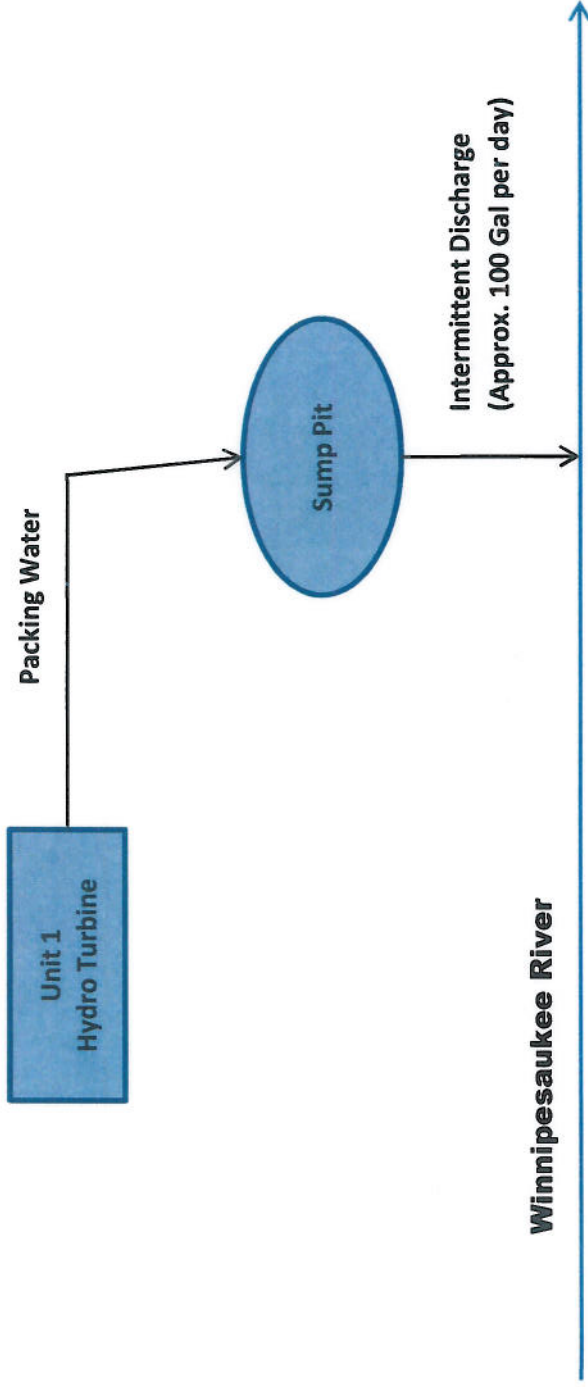 Unit 1
Hydro Turbine
Packing Water
Sump Pit
Intermittent Discharge
(Approx. 100 Gal per day)
Winnipesaukee River